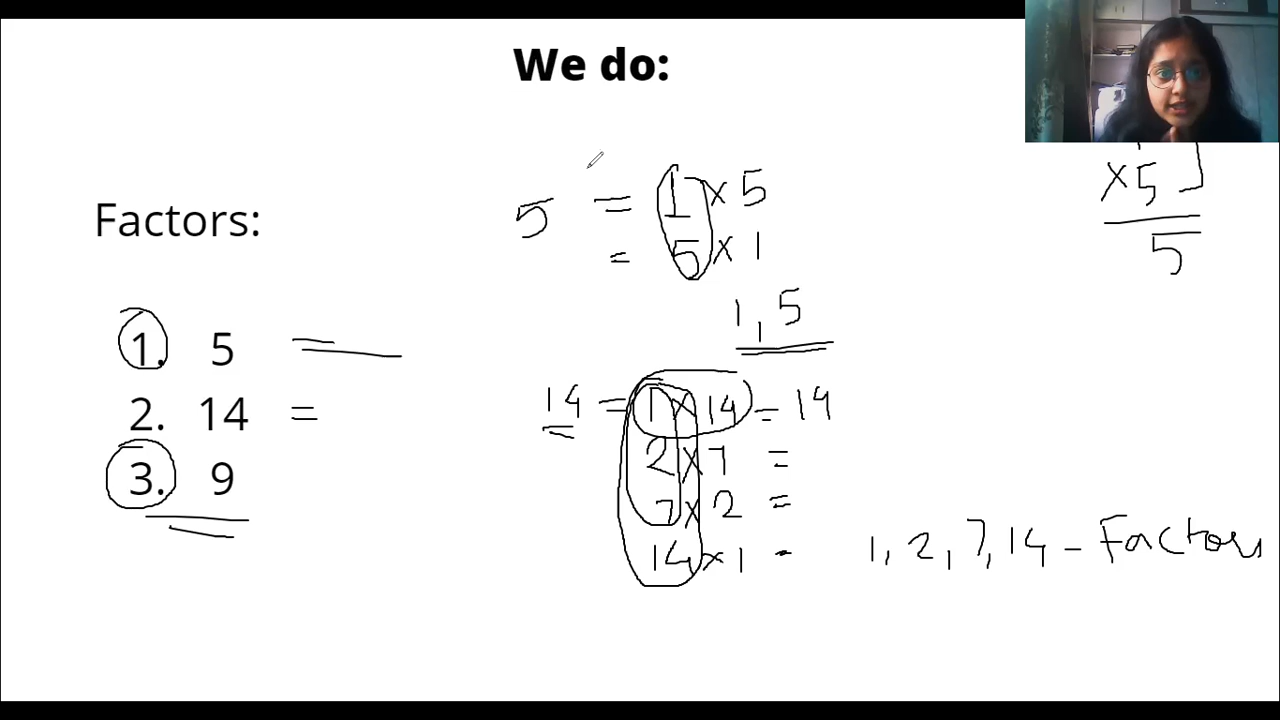 We do:
Factors:
1. 5
2. 14 =
3. 9
5 = 1 x 5
= 5 x 1
1, 5
14 = 1 x 14 = 14
2 x 7 =
7 x 2 =
14 x 1 -
1, 2, 7, 14 - Factors
x 5
5